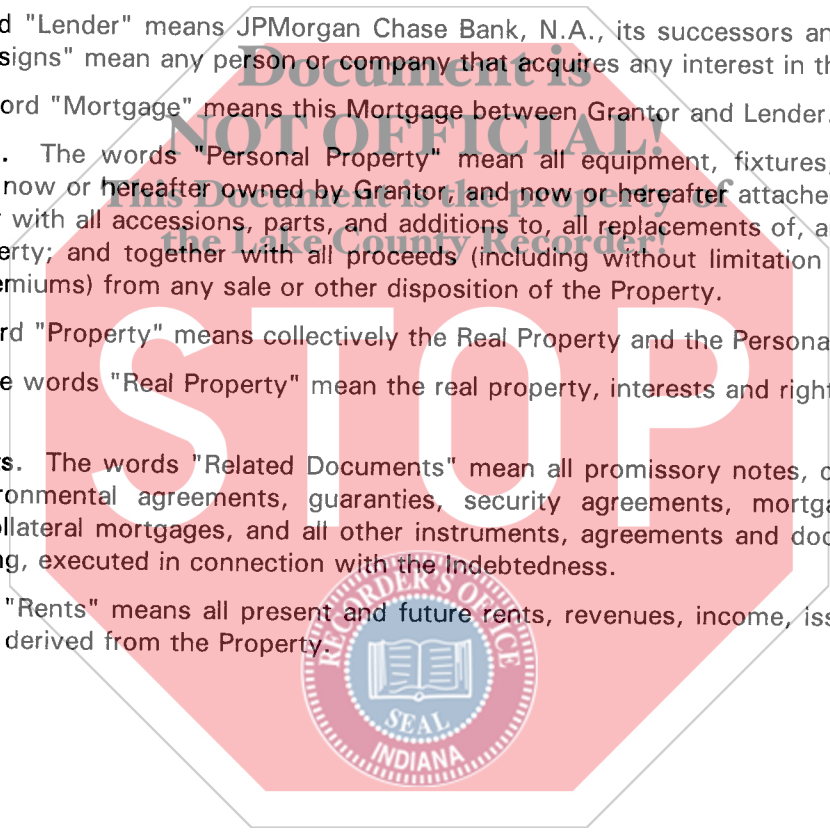 d "Lender" means JPMorgan Chase Bank, N.A., its successors an
signs" mean any person or company that acquires any interest in th
Document is
ord "Mortgage" means this Mortgage between Grantor and Lender.
NOT OFFICIAL!
. The words "Personal Property" mean all equipment, fixtures,
now or hereafter owned by Grantor, and now or hereafter attache
This Document is the property of
with all accessions, parts, and additions to, all replacements of, a
the Lake County Recorder!
erty; and together with all proceeds (including without limitation
emiums) from any sale or other disposition of the Property.
rd "Property" means collectively the Real Property and the Persona
e words "Real Property" mean the real property, interests and right
STOP
s. The words "Related Documents" mean all promissory notes, c
ronmental agreements, guaranties, security agreements, mortga
llateral mortgages, and all other instruments, agreements and doc
ng, executed in connection with the Indebtedness.
"Rents" means all present and future rents, revenues, income, iss
derived from the Property.
RECORDER'S OFFICE
SEAL
INDIANA